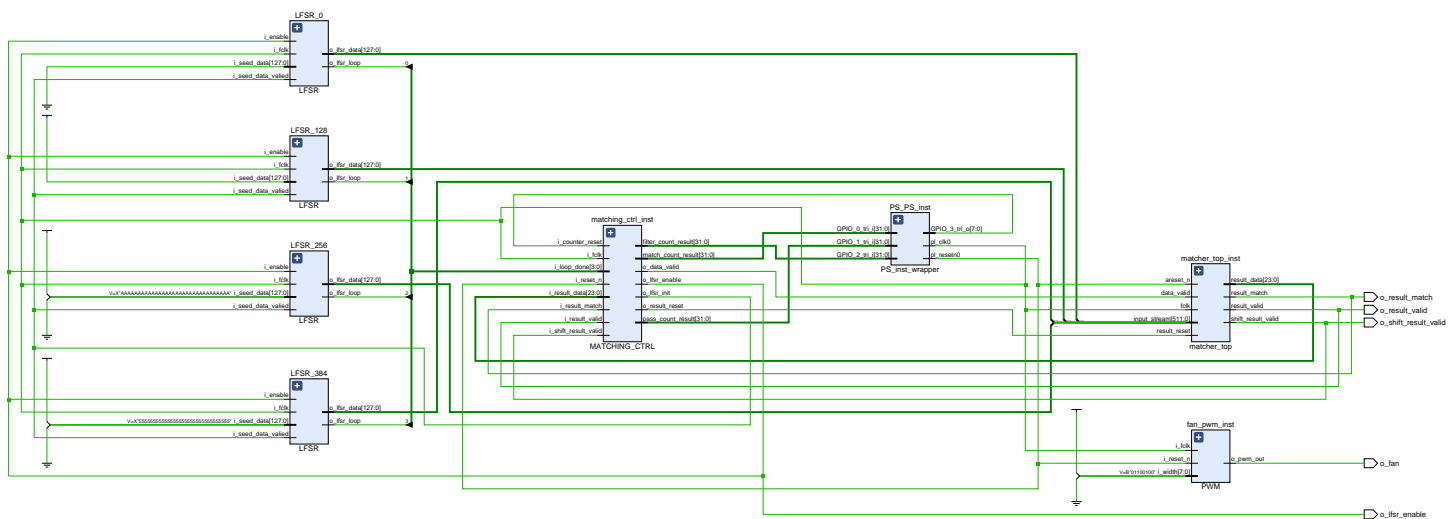 LFSR_0
i_enable
i_fclk
i_seed_data[127:0]
i_seed_data_valied
o_lfsr_data[127:0]
o_lfsr_loop
0
LFSR
LFSR_128
i_enable
i_fclk
i_seed_data[127:0]
i_seed_data_valied
o_lfsr_data[127:0]
o_lfsr_loop
1
LFSR
LFSR_256
i_enable
i_fclk
i_seed_data[127:0]
i_seed_data_valied
o_lfsr_data[127:0]
o_lfsr_loop
2
LFSR
LFSR_384
i_enable
i_fclk
i_seed_data[127:0]
i_seed_data_valied
o_lfsr_data[127:0]
o_lfsr_loop
3
LFSR
matching_ctrl_inst
i_counter_reset
i_fclk
i_loop_done[3:0]
i_reset_n
i_result_data[23:0]
i_result_match
i_result_valid
i_shift_result_valid
filter_count_result[31:0]
match_count_result[31:0]
o_data_valid
o_lfsr_enable
o_lfsr_init
o_result_reset
pass_count_result[31:0]
MATCHING_CTRL
PS_PS_inst
GPIO_0_tri_i[31:0]
GPIO_1_tri_i[31:0]
GPIO_2_tri_i[31:0]
GPIO_3_tri_o[7:0]
pl_clk0
pl_resetn0
PS_inst_wrapper
matcher_top_inst
areset_n
data_valid
fclk
input_stream[511:0]
result_reset
result_data[23:0]
result_match
result_valid
shift_result_valid
matcher_top
o_result_match
o_result_valid
o_shift_result_valid
fan_pwm_inst
i_fclk
i_reset_n
V=B"01100100" i_width[7:0]
o_pwm_out
PWM
o_fan
o_lfsr_enable